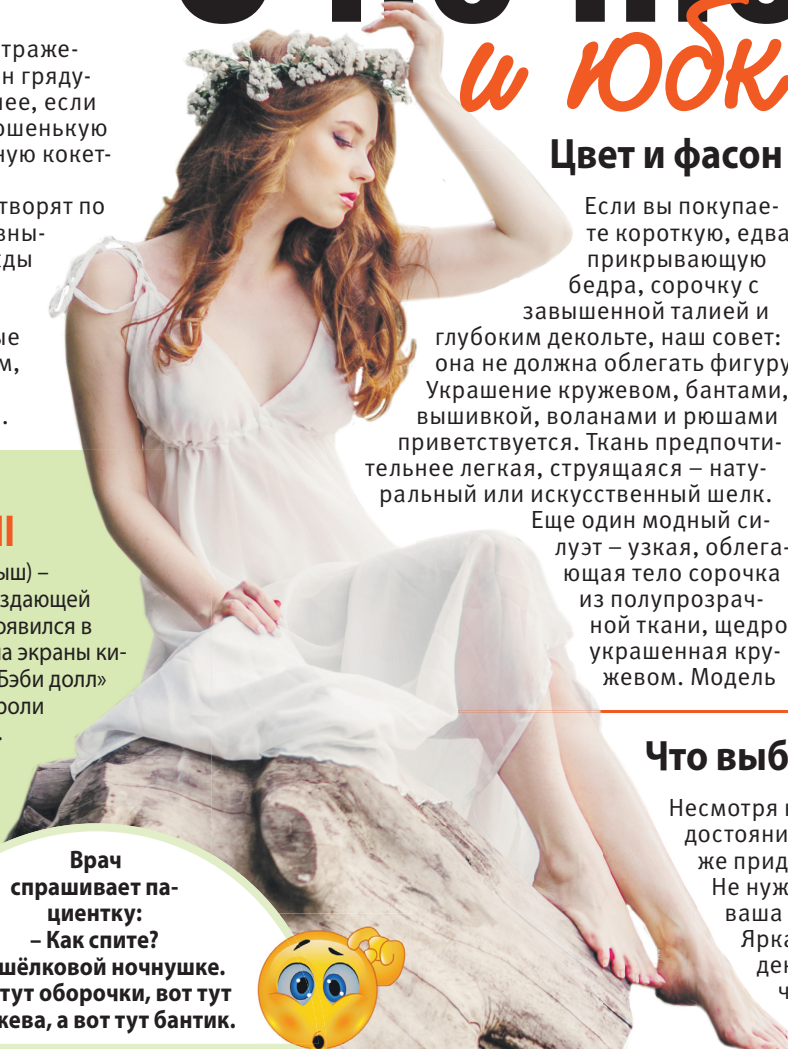 и юбк
траже-
н гряду-
нее, если
ошенькую
ную кокет-
творят по
вны-
ды
ые
м,
.
ll
ыш) –
здающей
оявился в
а экраны ки-
Бэби долл»
роли
.
Врач
спрашивает па-
циентку:
– Как спите?
шёлковой ночнушке.
тут оборочки, вот тут
жева, а вот тут бантик.
Цвет и фасон
Если вы покупае-
те короткую, едва
прикрывающую
бедра, сорочку с
завышенной талией и
глубоким декольте, наш совет:
она не должна облегать фигуру
Украшение кружевом, бантами,
вышивкой, воланами и рюшами
приветствуется. Ткань предпочти-
тельнее легкая, струящаяся – нату-
ральный или искусственный шелк.
Еще один модный си-
луэт – узкая, облега-
ющая тело сорочка
из полупрозрач-
ной ткани, щедро
украшенная кру-
жевом. Модель
Что выб
Несмотря
достояни
же прид
Не нуж
ваша
Ярка
ден
ч